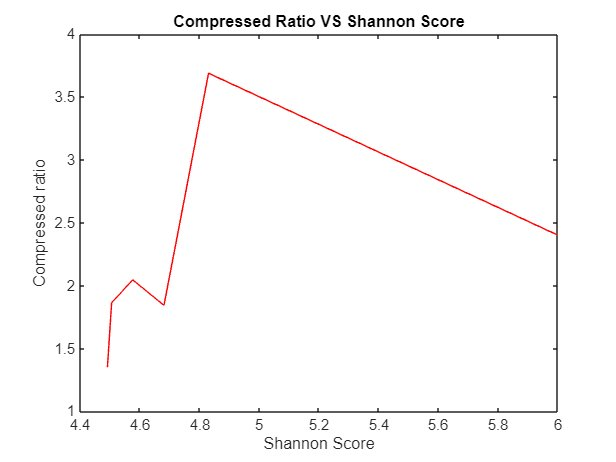 Compressed Ratio VS Shannon Score
4
3.5
3
2.5
2
1.5
1
Compressed ratio
4.4 4.6 4.8 5 5.2 5.4 5.6 5.8 6
Shannon Score